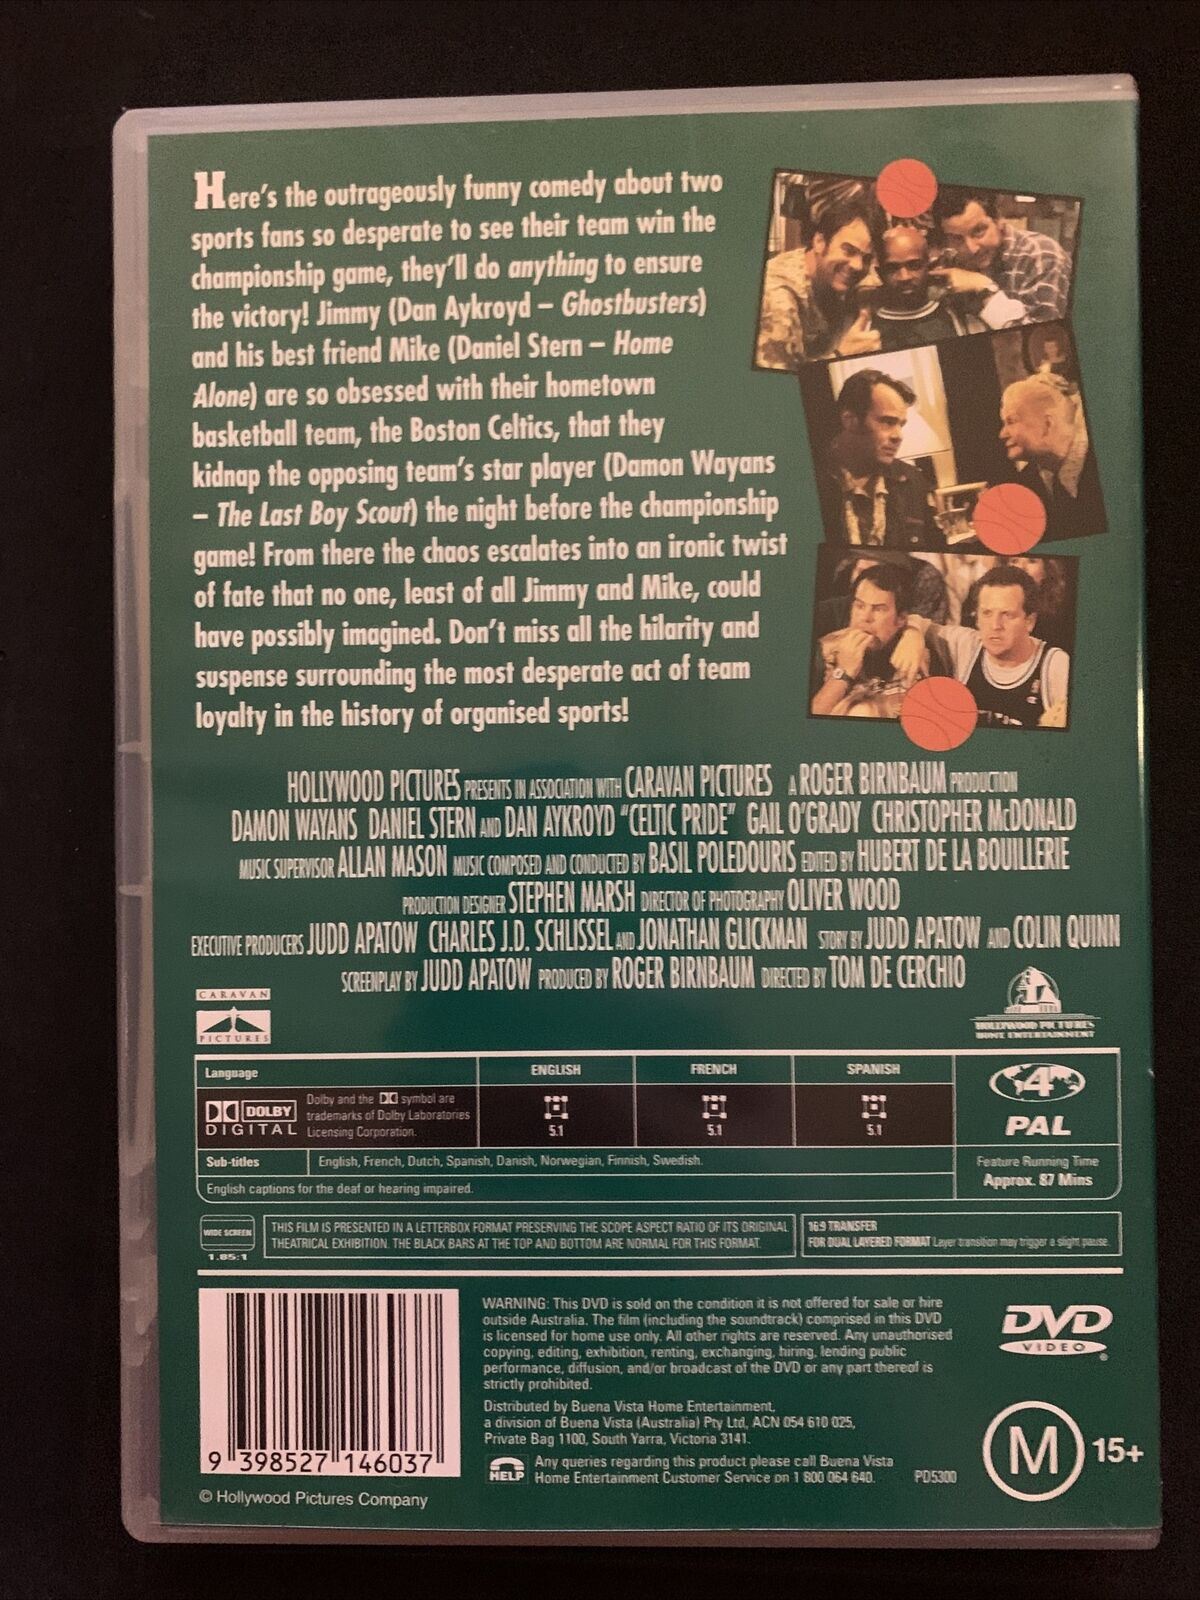 Here's the outrageously funny comedy about two
sports fans so desperate to see their team win the
championship game, they'll do anything to ensure
the victory! Jimmy (Dan Aykroyd – Ghostbusters)
and his best friend Mike (Daniel Stern – Home
Alone) are so obsessed with their hometown
basketball team, the Boston Celtics, that they
kidnap the opposing team's star player (Damon Wayans
– The Last Boy Scout) the night before the championship
game! From there the chaos escalates into an ironic twist
of fate that no one, least of all Jimmy and Mike, could
have possibly imagined. Don't miss all the hilarity and
suspense surrounding the most desperate act of team
loyalty in the history of organised sports!
HOLLYWOOD PICTURES PRESENTS IN ASSOCIATION WITH CARAVAN PICTURES A ROGER BIRNBAUM PRODUCTION
DAMON WAYANS DANIEL STERN AND DAN AYKROYD "CELTIC PRIDE" GAIL O'GRADY CHRISTOPHER McDONALD
MUSIC SUPERVISOR ALLAN MASON MUSIC COMPOSED AND CONDUCTED BY BASIL POLEDOURIS EDITED BY HUBERT DE LA BOUILLERIE
PRODUCTION DESIGNER STEPHEN MARSH DIRECTOR OF PHOTOGRAPHY OLIVER WOOD
EXECUTIVE PRODUCERS JUDD APATOW CHARLES J.D. SCHLISSEL AND JONATHAN GLICKMAN STORY BY JUDD APATOW AND COLIN QUINN
SCREENPLAY BY JUDD APATOW PRODUCED BY ROGER BIRNBAUM DIRECTED BY TOM DE CERCHIO
CARAVAN
PICTURES
HOLLYWOOD PICTURES
HOME ENTERTAINMENT
Language ENGLISH FRENCH SPANISH
DOLBY
DIGITAL
Dolby and the DD symbol are
trademarks of Dolby Laboratories
Licensing Corporation.
5.1 5.1 5.1
4
PAL
Sub-titles English, French, Dutch, Spanish, Danish, Norwegian, Finnish, Swedish.
English captions for the deaf or hearing impaired.
Feature Running Time
Approx. 87 Mins
WIDE SCREEN
1.85:1
THIS FILM IS PRESENTED IN A LETTERBOX FORMAT PRESERVING THE SCOPE ASPECT RATIO OF ITS ORIGINAL
THEATRICAL EXHIBITION. THE BLACK BARS AT THE TOP AND BOTTOM ARE NORMAL FOR THIS FORMAT.
16:9 TRANSFER
FOR DUAL LAYERED FORMAT Layer transition may trigger a slight pause.
WARNING: This DVD is sold on the condition it is not offered for sale or hire
outside Australia. The film (including the soundtrack) comprised in this DVD
is licensed for home use only. All other rights are reserved. Any unauthorised
copying, editing, exhibition, renting, exchanging, hiring, lending public
performance, diffusion, and/or broadcast of the DVD or any part thereof is
strictly prohibited.
Distributed by Buena Vista Home Entertainment,
a division of Buena Vista (Australia) Pty Ltd, ACN 054 610 025,
Private Bag 1100, South Yarra, Victoria 3141.
HELP
Any queries regarding this product please call Buena Vista
Home Entertainment Customer Service on 1 800 064 640.
PD5300
DVD
VIDEO
®
M 15+
9 398527 146037
© Hollywood Pictures Company